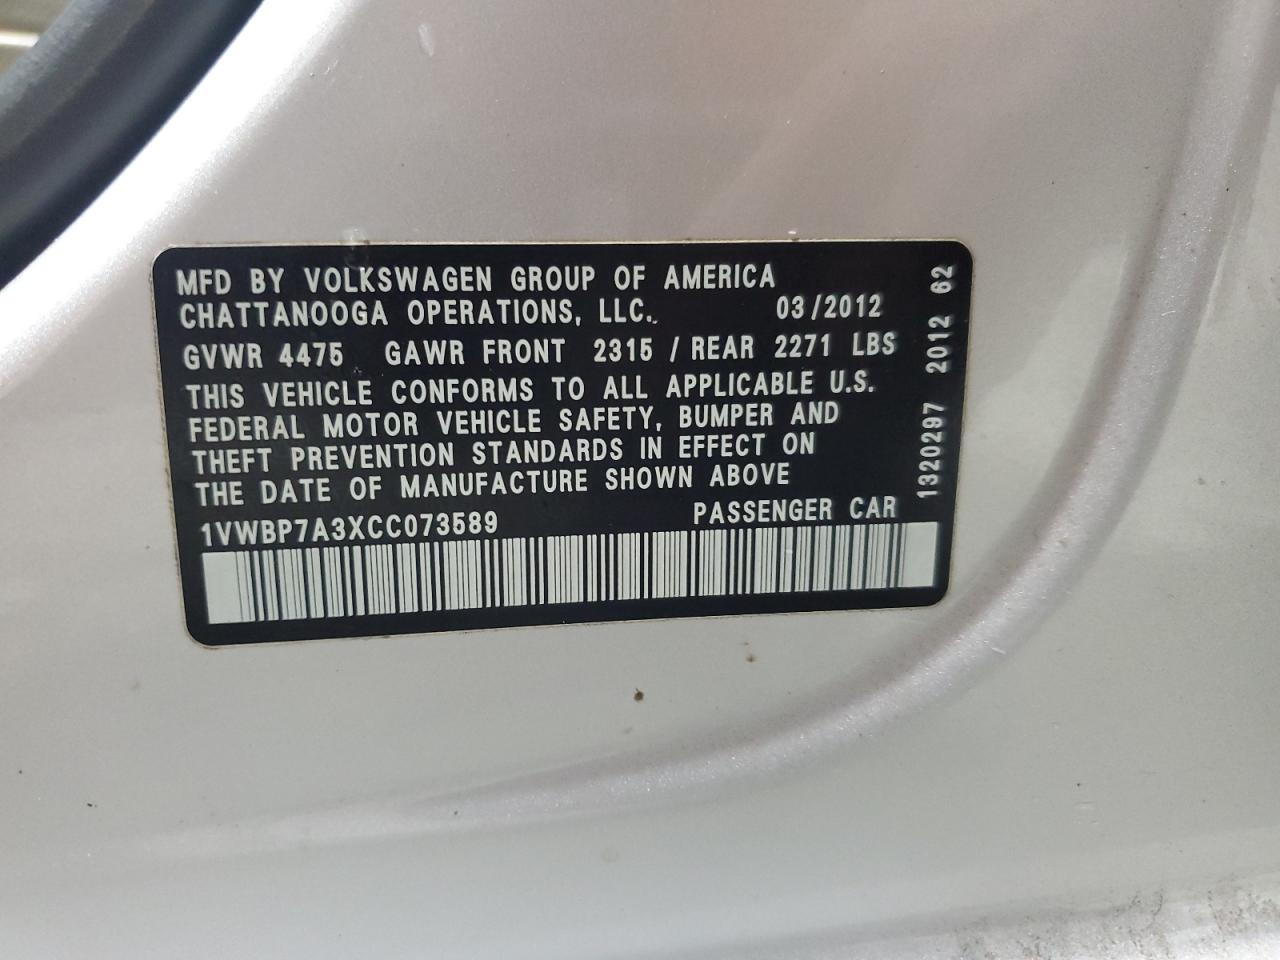 MFD BY VOLKSWAGEN GROUP OF AMERICA
CHATTANOOGA OPERATIONS, LLC. 03/2012
GVWR 4475 GAWR FRONT 2315 / REAR 2271 LBS
THIS VEHICLE CONFORMS TO ALL APPLICABLE U.S.
FEDERAL MOTOR VEHICLE SAFETY, BUMPER AND
THEFT PREVENTION STANDARDS IN EFFECT ON
THE DATE OF MANUFACTURE SHOWN ABOVE
1VWBP7A3XCC073589 PASSENGER CAR
1320297 2012 62